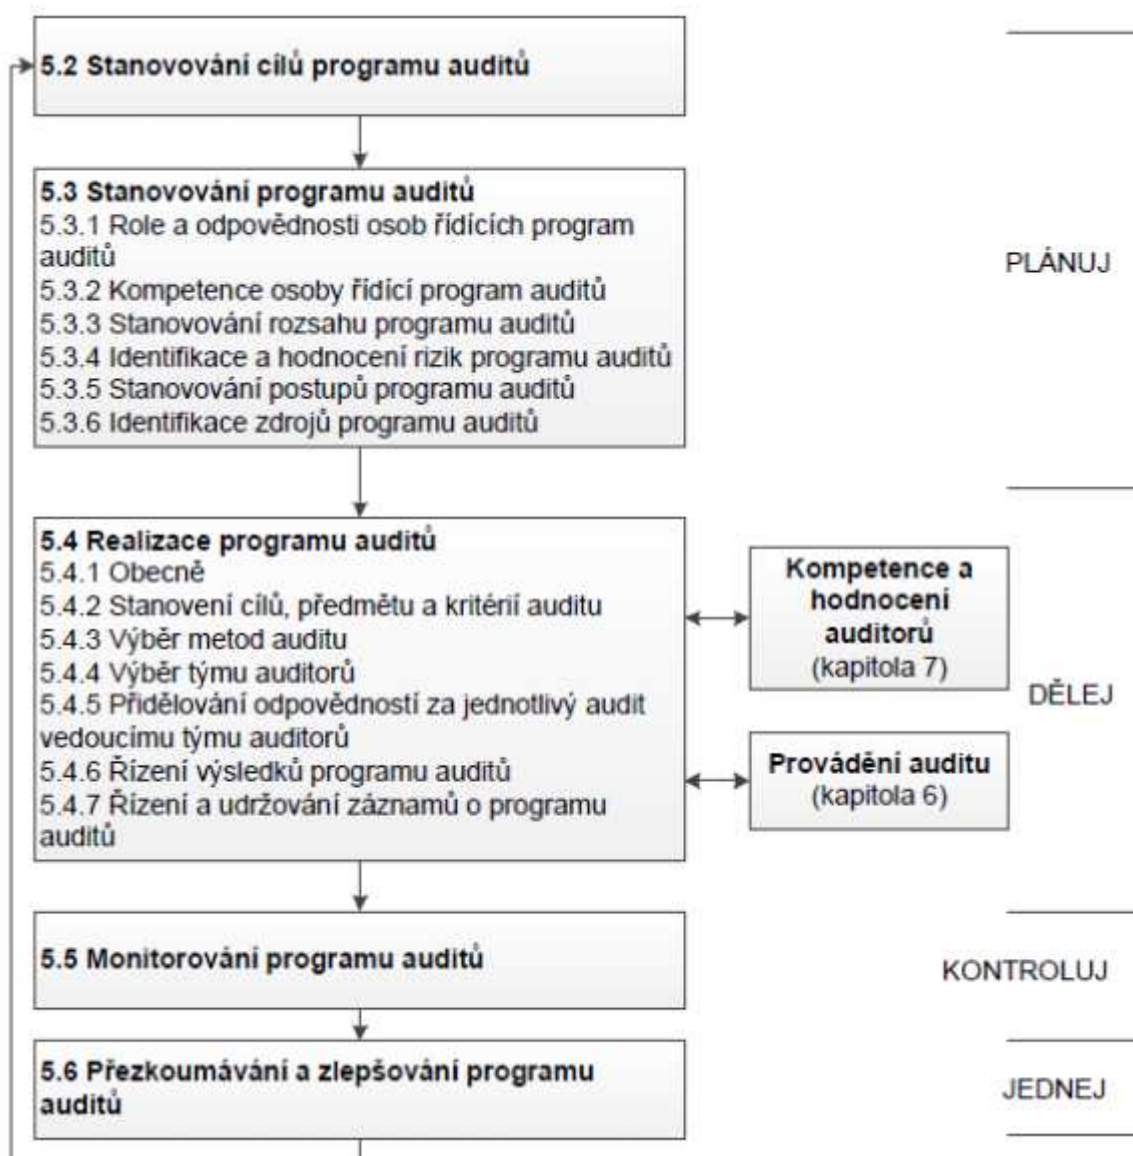 5.2 Stanovování cílů programu auditů
5.3 Stanovování programu auditů
5.3.1 Role a odpovědnosti osob řídících program
auditů
5.3.2 Kompetence osoby řídící program auditů
5.3.3 Stanovování rozsahu programu auditů
5.3.4 Identifikace a hodnocení rizik programu auditů
5.3.5 Stanovování postupů programu auditů
5.3.6 Identifikace zdrojů programu auditů
PLÁNUJ
5.4 Realizace programu auditů
5.4.1 Obecně
5.4.2 Stanovení cílů, předmětu a kritérií auditu
5.4.3 Výběr metod auditu
5.4.4 Výběr týmu auditorů
5.4.5 Přidělování odpovědností za jednotlivý audit
vedoucímu týmu auditorů
5.4.6 Řízení výsledků programu auditů
5.4.7 Řízení a udržování záznamů o programu
auditů
Kompetence a
hodnocení
auditorů
(kapitola 7)
Provádění auditu
(kapitola 6)
DĚLEJ
5.5 Monitorování programu auditů
KONTROLUJ
5.6 Přezkoumávání a zlepšování programu
auditů
JEDNEJ